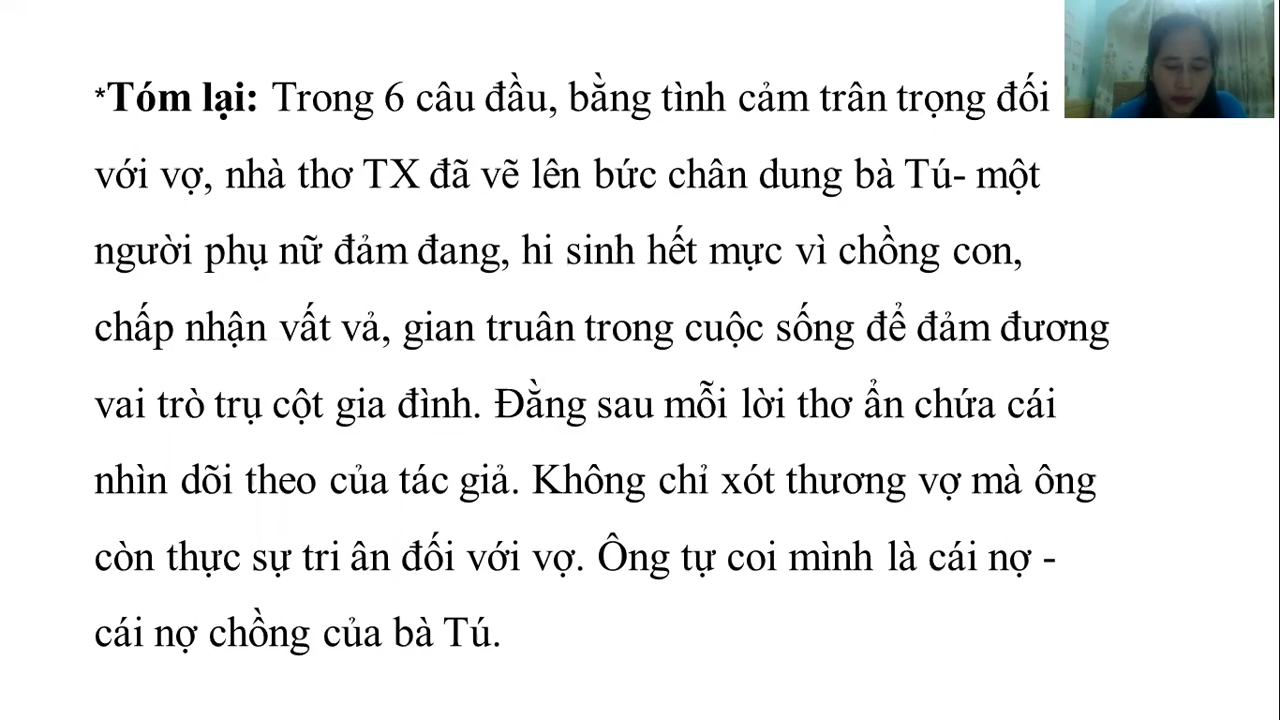 *Tóm lại: Trong 6 câu đầu, bằng tình cảm trân trọng đối
với vợ, nhà thơ TX đã vẽ lên bức chân dung bà Tú- một
người phụ nữ đảm đang, hi sinh hết mực vì chồng con,
chấp nhận vất vả, gian truân trong cuộc sống để đảm đương
vai trò trụ cột gia đình. Đằng sau mỗi lời thơ ẩn chứa cái
nhìn dõi theo của tác giả. Không chỉ xót thương vợ mà ông
còn thực sự tri ân đối với vợ. Ông tự coi mình là cái nợ -
cái nợ chồng của bà Tú.